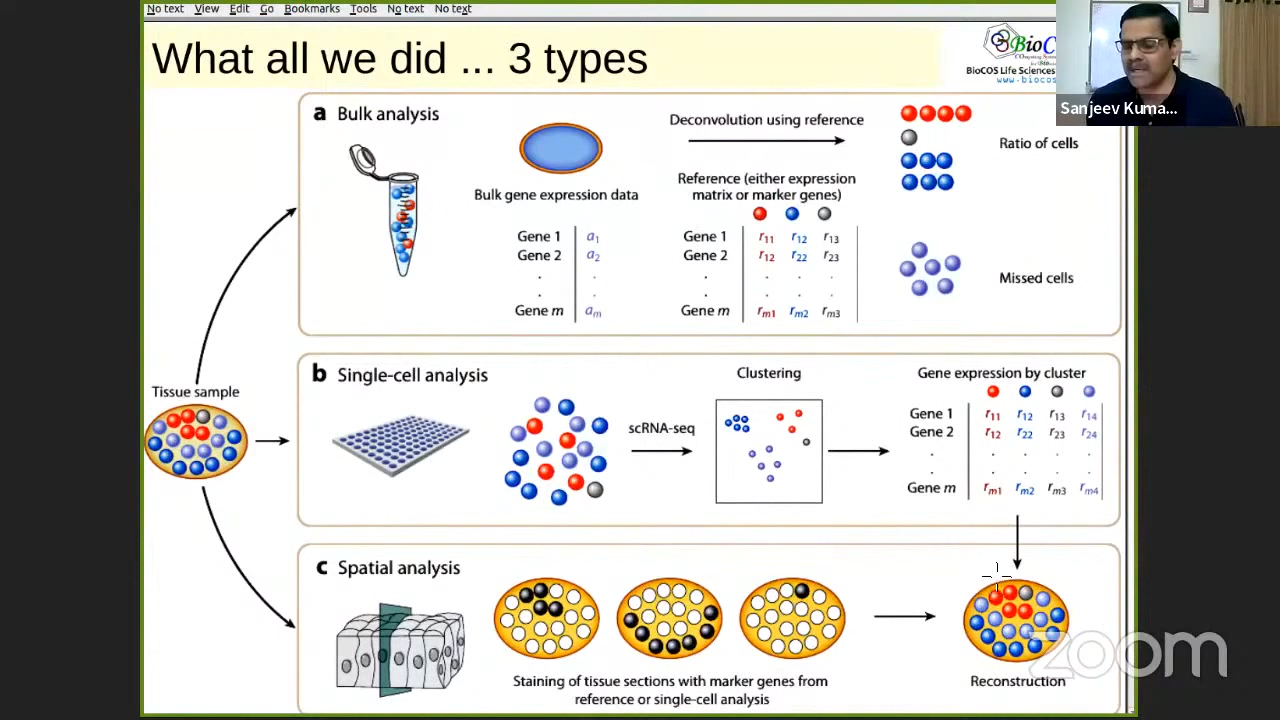 No text View Edit Go Bookmarks Tools No text No text
What all we did ... 3 types
BioCOS Life Sciences
www.biocos
Sanjeev Kuma...
a Bulk analysis
Bulk gene expression data
Gene 1 a1
Gene 2 a2
. .
. .
Gene m am
Deconvolution using reference
Reference (either expression
matrix or marker genes)
Gene 1 r11 r12 r13
Gene 2 r12 r22 r23
. . . .
. . . .
Gene m rm1 rm2 rm3
Ratio of cells
Missed cells
Tissue sample
b Single-cell analysis
scRNA-seq
Clustering
Gene expression by cluster
Gene 1 r11 r12 r13 r14
Gene 2 r12 r22 r23 r24
. . . . .
. . . . .
Gene m rm1 rm2 rm3 rm4
c Spatial analysis
Staining of tissue sections with marker genes from
reference or single-cell analysis
Reconstruction
zoom